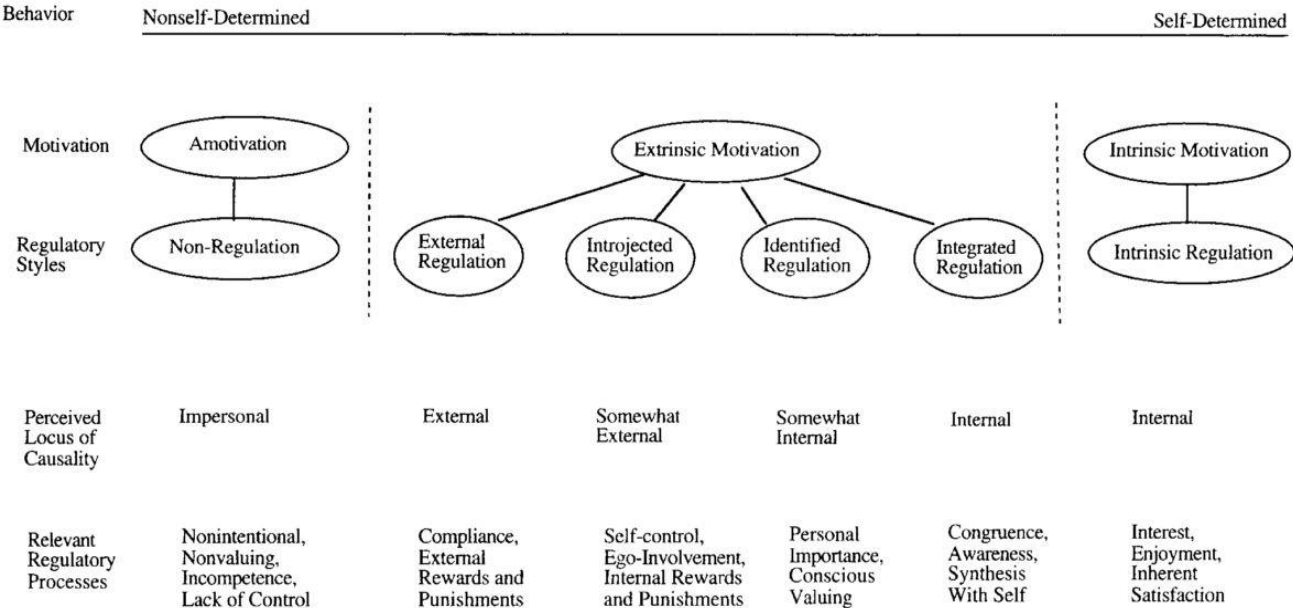 Behavior Nonself-Determined Self-Determined
Motivation Amotivation Extrinsic Motivation Intrinsic Motivation
Regulatory
Styles
Non-Regulation
External
Regulation
Introjected
Regulation
Identified
Regulation
Integrated
Regulation
Intrinsic Regulation
Perceived
Locus of
Causality
Impersonal
External
Somewhat
External
Somewhat
Internal
Internal
Internal
Relevant
Regulatory
Processes
Nonintentional,
Nonvaluing,
Incompetence,
Lack of Control
Compliance,
External
Rewards and
Punishments
Self-control,
Ego-Involvement,
Internal Rewards
and Punishments
Personal
Importance,
Conscious
Valuing
Congruence,
Awareness,
Synthesis
With Self
Interest,
Enjoyment,
Inherent
Satisfaction